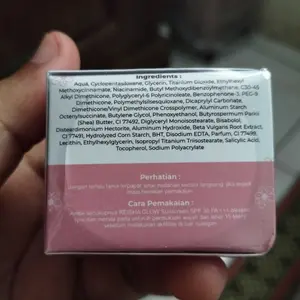 Ingredients :
Aqua, Cyclopentasiloxane, Glycerin, Titanium Dioxide, Ethylhexyl
Methoxycinnamate, Niacinamide, Butyl Methoxydibenzoylmethane, C30-45
Alkyl Dimethicone, Polyglyceryl-6 Polyricinoleate, Benzophenone-3, PEG-9
Dimethicone, Polymethylsilsesquioxane, Dicaprylyl Carbonate,
Dimethicone/Vinyl Dimethicone Crosspolymer, Aluminum Starch
Octenylsuccinate, Butylene Glycol, Phenoxyethanol, Butyrospermum Parkii
(Shea) Butter, CI 77492, Diglyceryl Monolytearate, Bisabolol,
Disteardimonium Hectorite, Aluminum Hydroxide, Beta Vulgaris Root Extract,
CI 77491, Hydrolyzed Corn Starch, BHT, Disodium EDTA, Parfum, CI 77499,
Lecithin, Ethylhexylglycerin, Isopropyl Titanium Triisostearate, Salicylic Acid,
Tocopherol, Sodium Polyacrylate
Perhatian :
Cara Pemakaian :